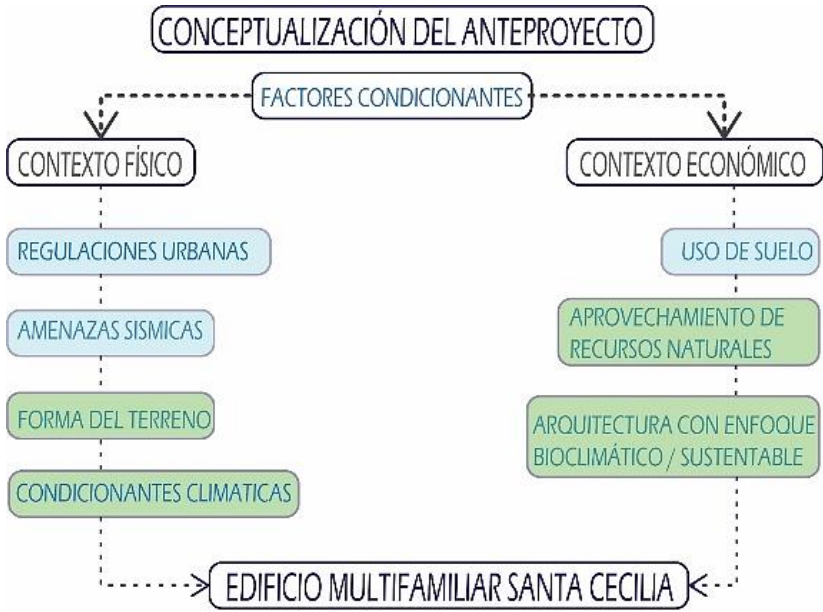 CONCEPTUALIZACIÓN DEL ANTEPROYECTO
FACTORES CONDICIONANTES
CONTEXTO FÍSICO
REGULACIONES URBANAS
AMENAZAS SISMICAS
FORMA DEL TERRENO
CONDICIONANTES CLIMATICAS
CONTEXTO ECONÓMICO
USO DE SUELO
APROVECHAMIENTO DE
RECURSOS NATURALES
ARQUITECTURA CON ENFOQUE
BIOCLIMÁTICO / SUSTENTABLE
EDIFICIO MULTIFAMILIAR SANTA CECILIA